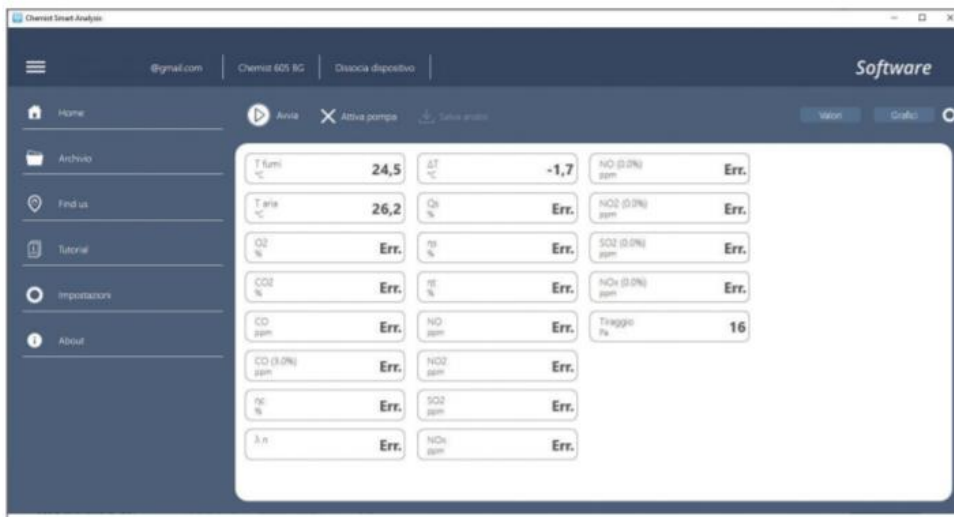 Chemist Smart Analysis
@gmail.com
Chemist 605 BG
Dissocia dispositivo
Software
Home
Archivio
Find us
Tutorial
Impostazioni
About
Avvia
Attiva pompa
Salva analisi
Valori
Grafici
T fumi
°C
24,5
T aria
°C
26,2
O2
%
Err.
CO2
%
Err.
CO
ppm
Err.
CO (3.0%)
ppm
Err.
ηc
%
Err.
λ n
Err.
ΔT
°C
-1,7
Qs
%
Err.
ηs
%
Err.
ηt
%
Err.
NO
ppm
Err.
NO2
ppm
Err.
SO2
ppm
Err.
NOx
ppm
Err.
NO (0.0%)
ppm
Err.
NO2 (0.0%)
ppm
Err.
SO2 (0.0%)
ppm
Err.
NOx (0.0%)
ppm
Err.
Tiraggio
Pa
16